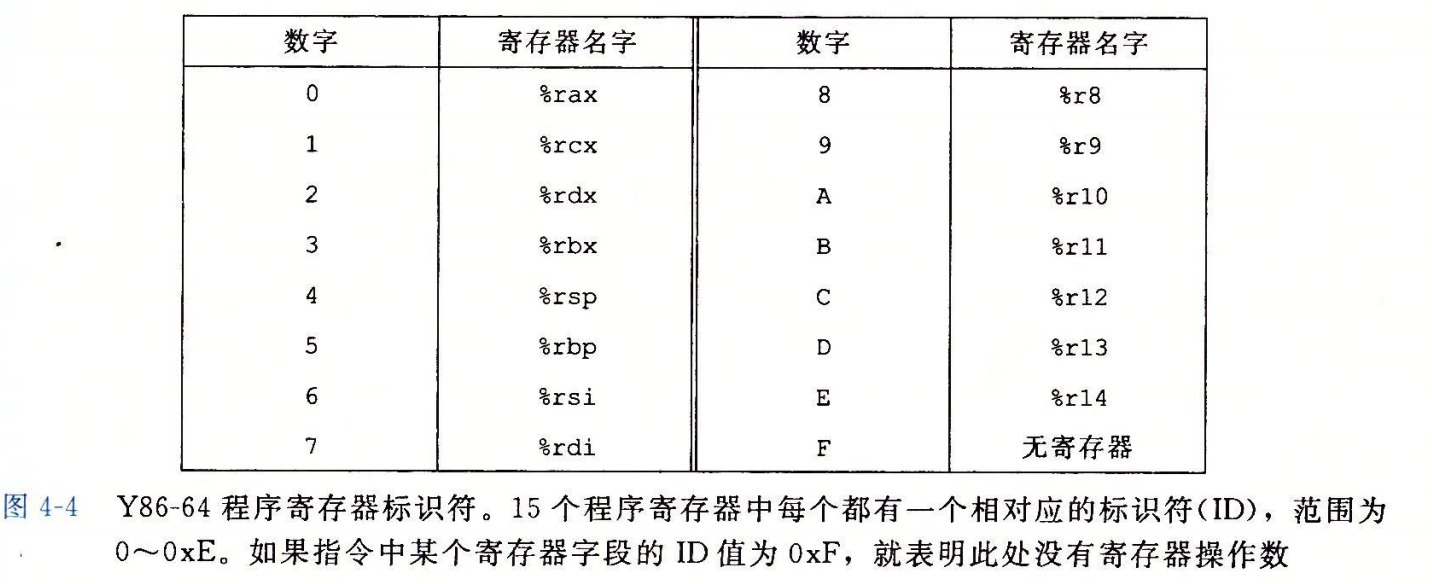 数字 寄存器名字 数字 寄存器名字
0 %rax 8 %r8
1 %rcx 9 %r9
2 %rdx A %r10
3 %rbx B %r11
4 %rsp C %r12
5 %rbp D %r13
6 %rsi E %r14
7 %rdi F 无寄存器
图 4-4 Y86-64 程序寄存器标识符。15 个程序寄存器中每个都有一个相对应的标识符(ID)，范围为
0～0xE。如果指令中某个寄存器字段的 ID 值为 0xF，就表明此处没有寄存器操作数